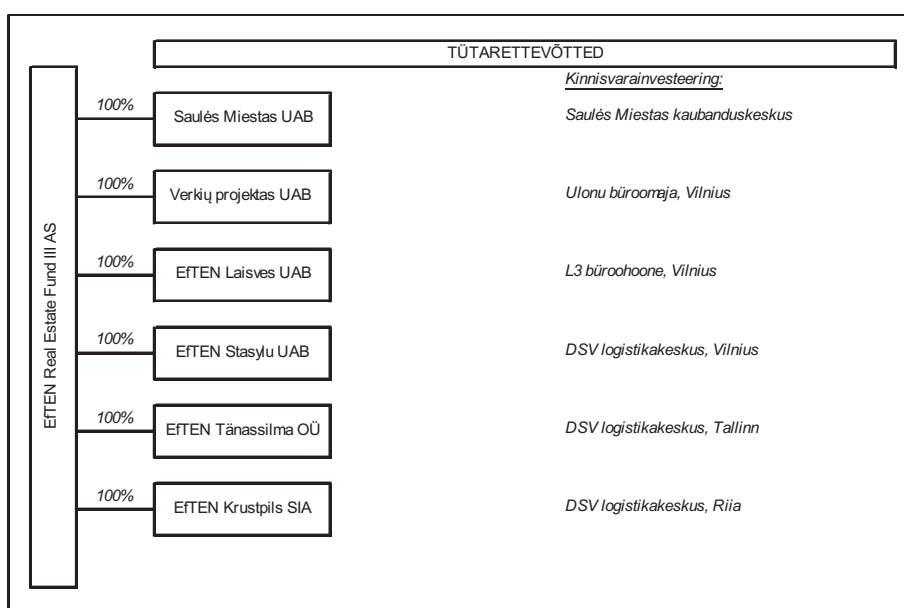 TÜTARETTEVÕTTED
EfTEN Real Estate Fund III AS
Kinnisvarainvesteering:
100%
Saulės Miestas UAB
Saulės Miestas kaubanduskeskus
100%
Verkių projektas UAB
Ulonu büroomaja, Vilnius
100%
EfTEN Laisves UAB
L3 büroohoone, Vilnius
100%
EfTEN Stasylu UAB
DSV logistikakeskus, Vilnius
100%
EfTEN Tänassilma OÜ
DSV logistikakeskus, Tallinn
100%
EfTEN Krustpils SIA
DSV logistikakeskus, Riia